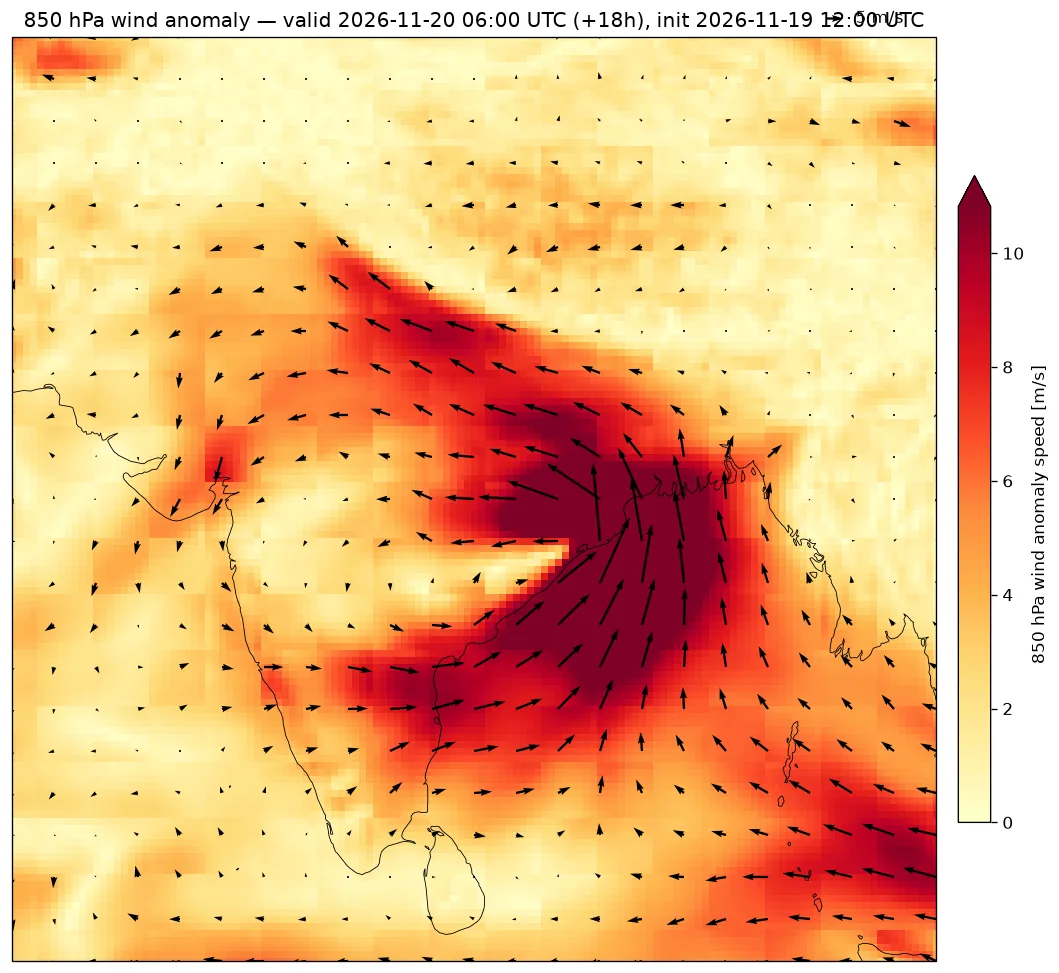 850 hPa wind anomaly — valid 2026-11-20 06:00 UTC (+18h), init 2026-11-19 12:00 UTC
5 m/s
10
8
6
4
2
0
850 hPa wind anomaly speed [m/s]